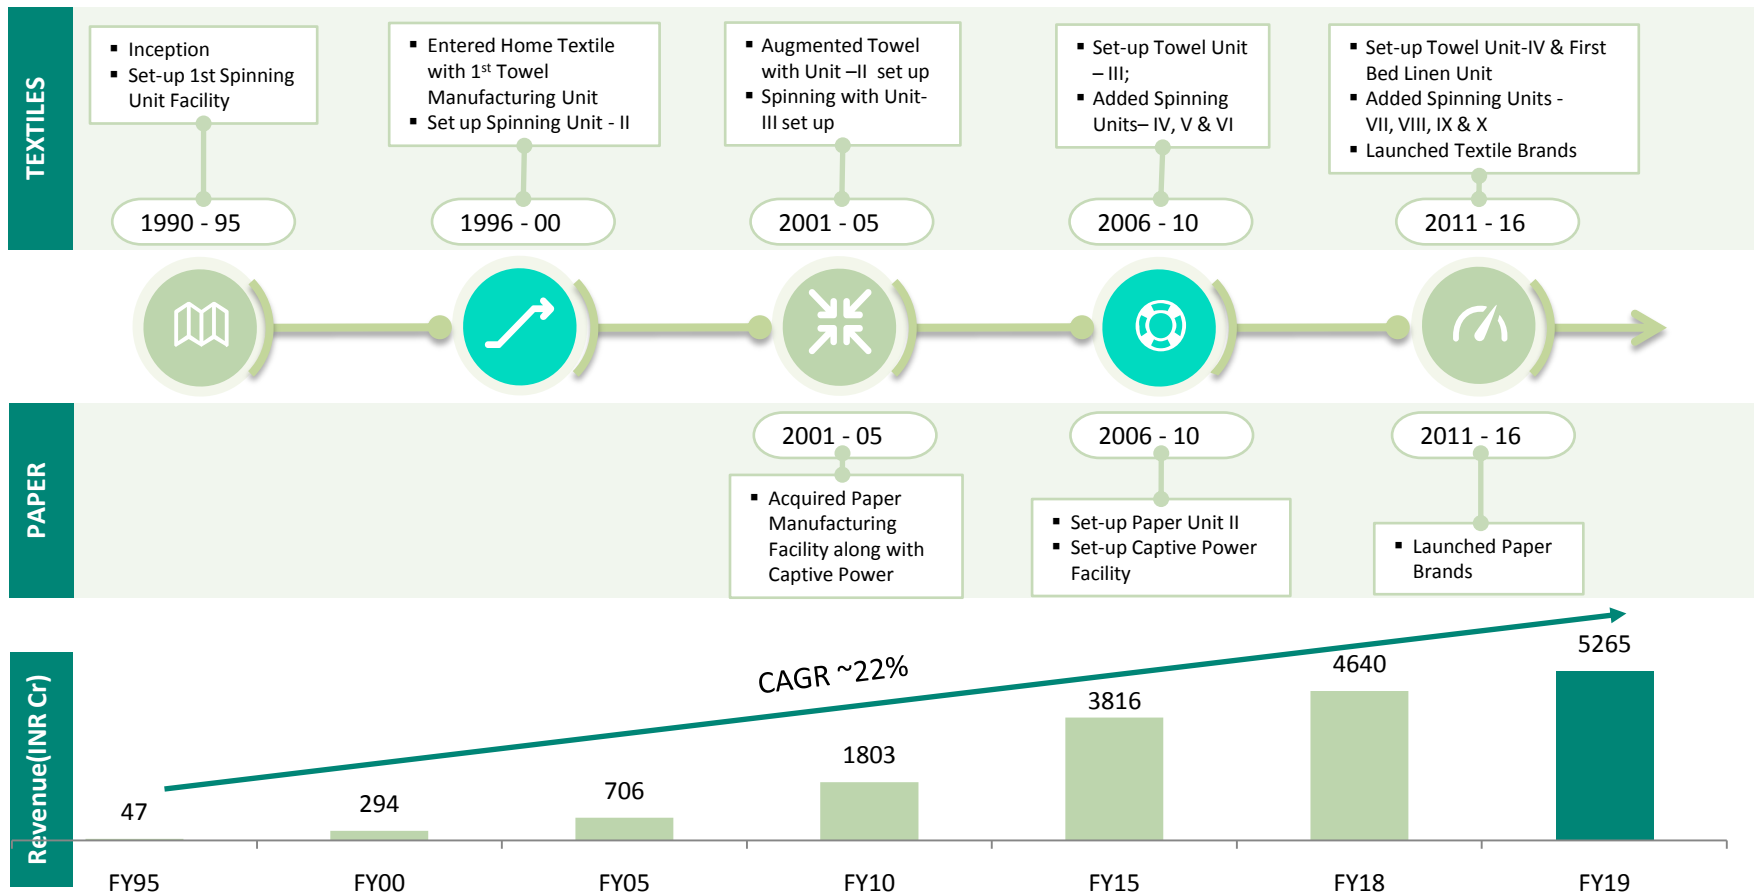 TEXTILES
▪ Inception
▪ Set-up 1st Spinning
Unit Facility
▪ Entered Home Textile
with 1st Towel
Manufacturing Unit
▪ Set up Spinning Unit - II
▪ Augmented Towel
with Unit –II set up
▪ Spinning with Unit-
III set up
▪ Set-up Towel Unit
– III;
▪ Added Spinning
Units– IV, V & VI
▪ Set-up Towel Unit-IV & First
Bed Linen Unit
▪ Added Spinning Units -
VII, VIII, IX & X
▪ Launched Textile Brands
1990 - 95
1996 - 00
2001 - 05
2006 - 10
2011 - 16
PAPER
2001 - 05
2006 - 10
2011 - 16
▪ Acquired Paper
Manufacturing
Facility along with
Captive Power
▪ Set-up Paper Unit II
▪ Set-up Captive Power
Facility
▪ Launched Paper
Brands
Revenue(INR Cr)
CAGR ~22%
47
294
706
1803
3816
4640
5265
FY95
FY00
FY05
FY10
FY15
FY18
FY19